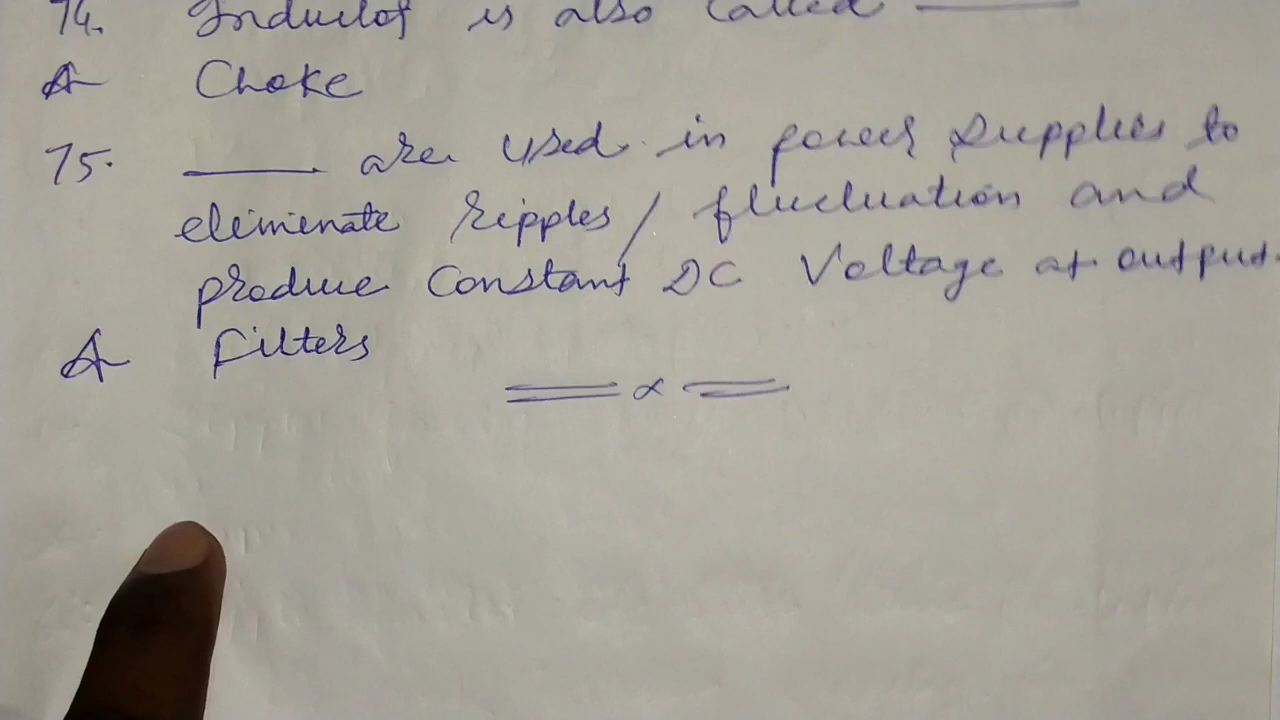 74. Inductor is also called ______
A Choke
75. ______ are used in power supplies to
elimenate ripples/ fluctuation and
produce Constant DC Voltage at output.
A Filters